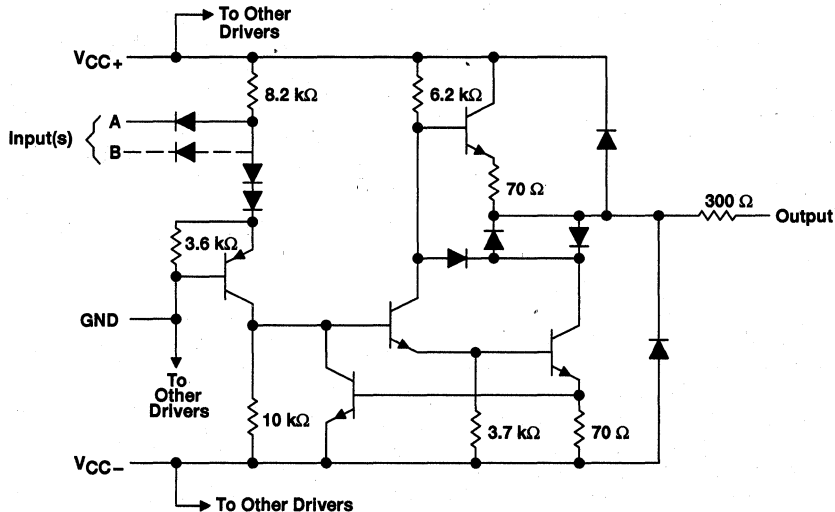 To Other
Drivers
VCC+
8.2 kΩ
6.2 kΩ
Input(s)
A
B
70 Ω
300 Ω
Output
3.6 kΩ
GND
To
Other
Drivers
10 kΩ
3.7 kΩ
70 Ω
VCC−
To Other Drivers